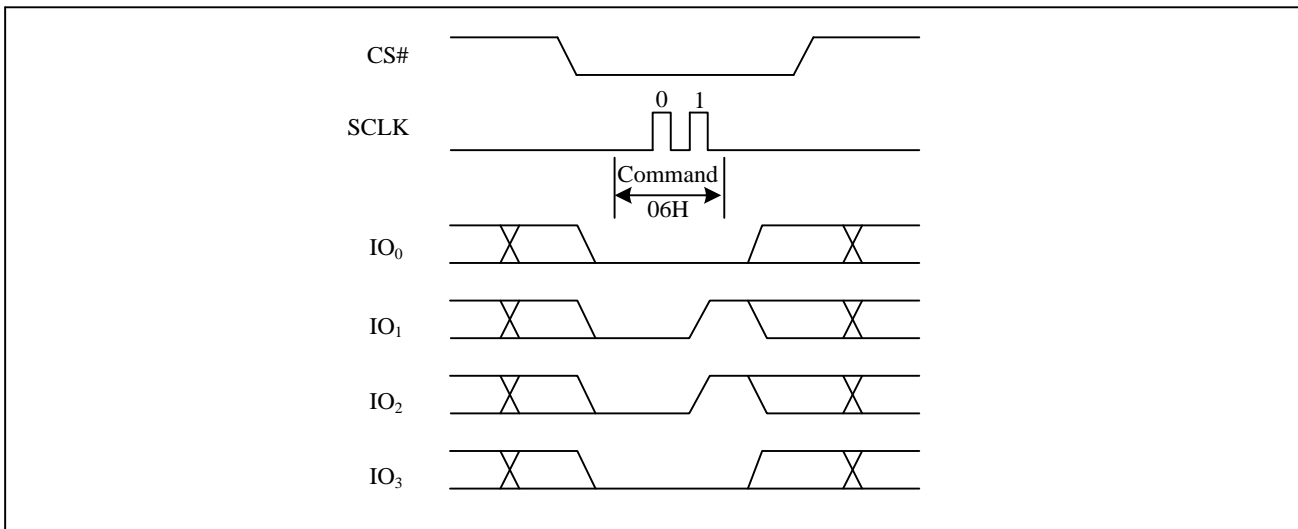 CS#
0 1
SCLK
Command
06H
IO₀
IO₁
IO₂
IO₃